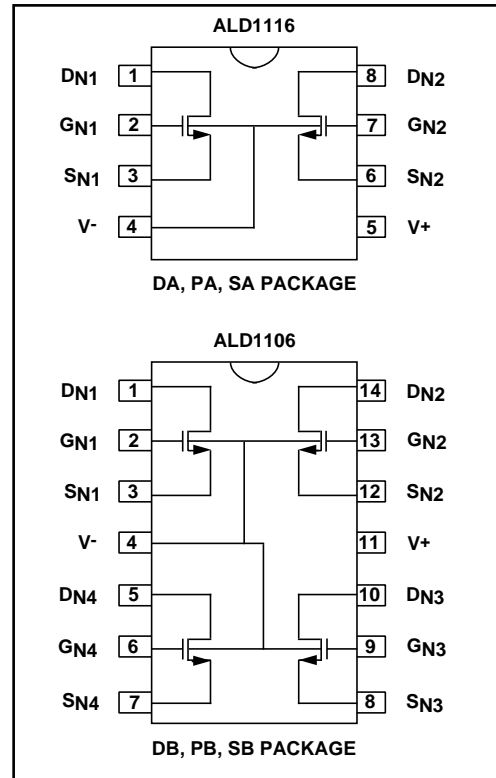 ALD1116
DN1 1 8 DN2
GN1 2 7 GN2
SN1 3 6 SN2
V- 4 5 V+
DA, PA, SA PACKAGE
ALD1106
DN1 1 14 DN2
GN1 2 13 GN2
SN1 3 12 SN2
V- 4 11 V+
DN4 5 10 DN3
GN4 6 9 GN3
SN4 7 8 SN3
DB, PB, SB PACKAGE